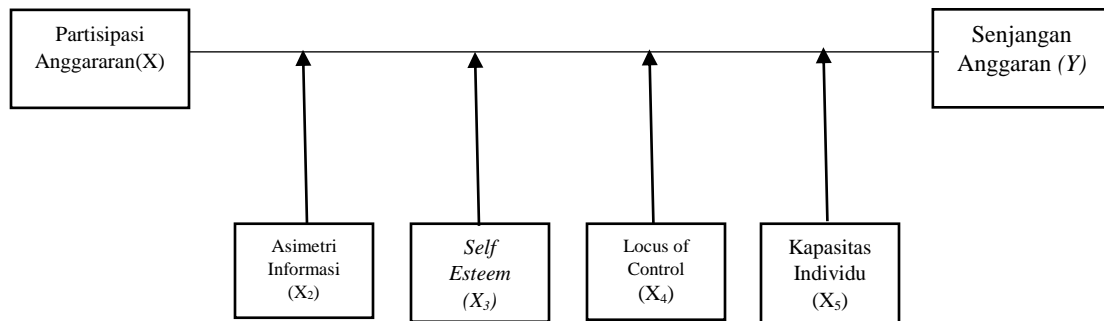 Partisipasi
Anggararan(X)
Senjangan
Anggaran (Y)
Asimetri
Informasi
(X₂)
Self
Esteem
(X₃)
Locus of
Control
(X₄)
Kapasitas
Individu
(X₅)